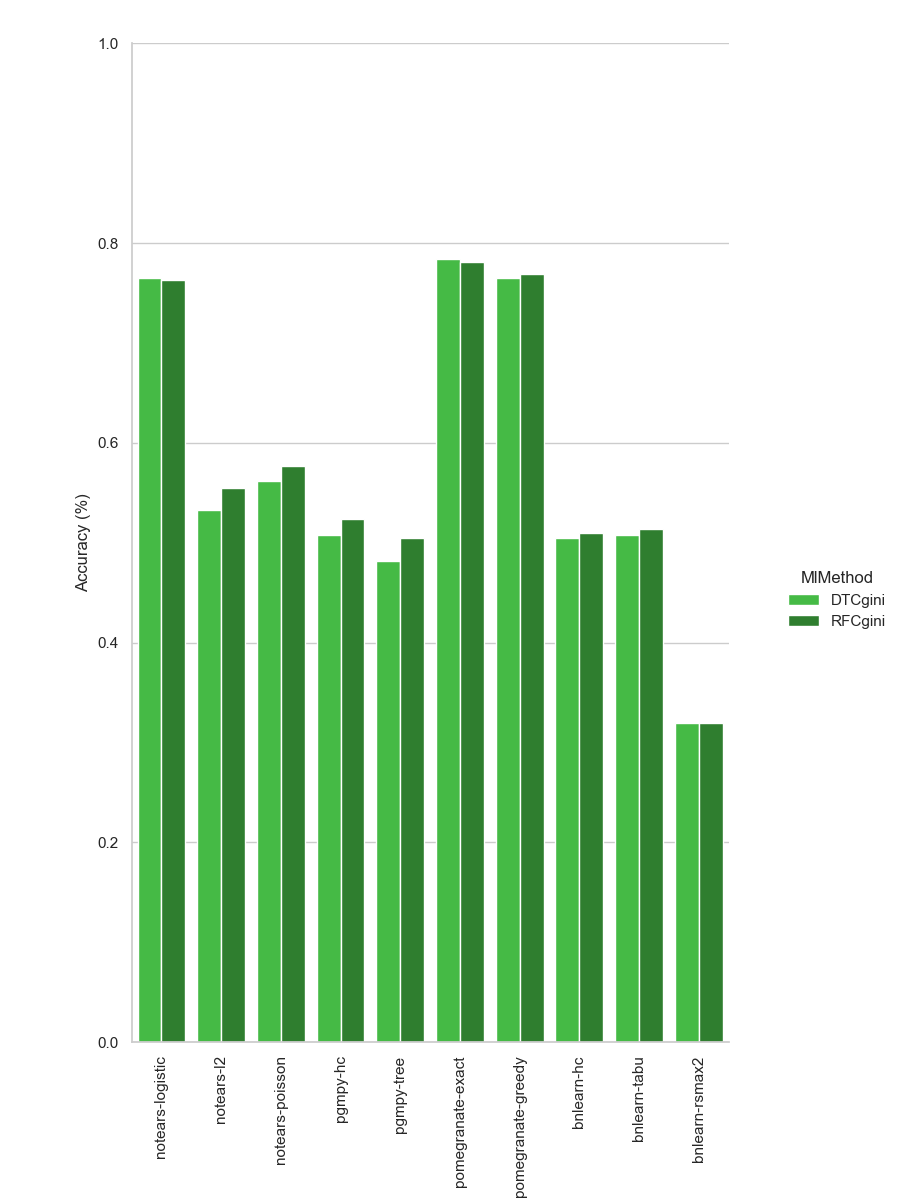 1.0
0.8
0.6
0.4
0.2
0.0
Accuracy (%)
notears-logistic
notears-l2
notears-poisson
pgmpy-hc
pgmpy-tree
pomegranate-exact
pomegranate-greedy
bnlearn-hc
bnlearn-tabu
bnlearn-rsmax2
MIMethod
DTCgini
RFCgini